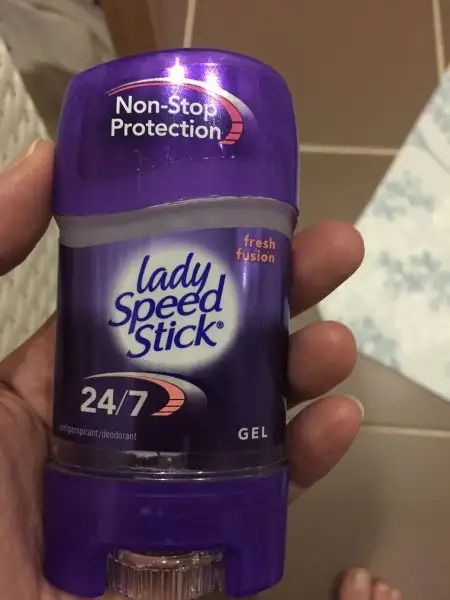 Non-Stop
Protection
fresh
fusion
lady
Speed
Stick®
24/7
antiperspirant/deodorant
GEL